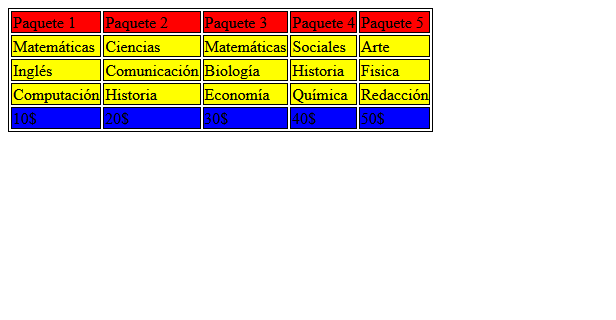 Paquete 1 Paquete 2 Paquete 3 Paquete 4 Paquete 5
Matemáticas Ciencias Matemáticas Sociales Arte
Inglés Comunicación Biología Historia Fisica
Computación Historia Economía Química Redacción
10$ 20$ 30$ 40$ 50$